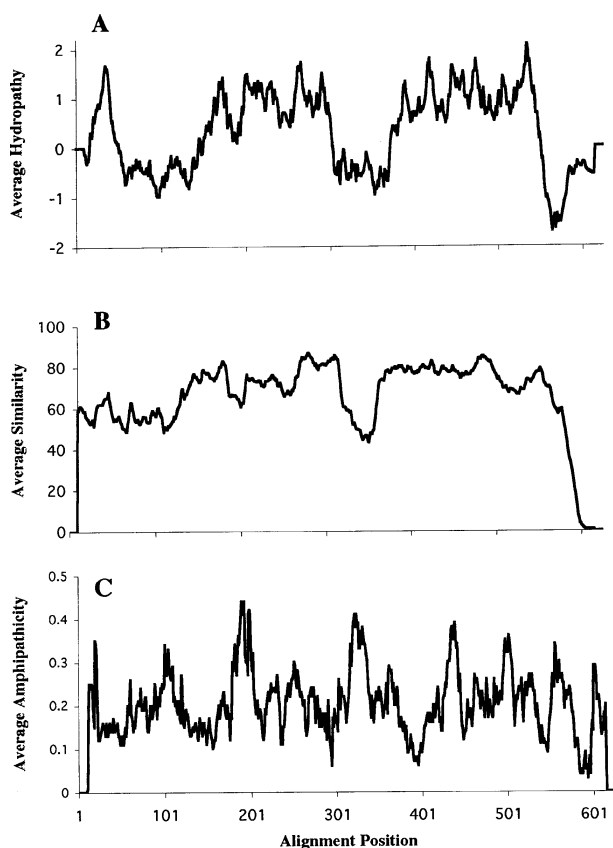 A
2
1
0
-1
-2
Average Hydropathy
B
100
80
60
40
20
0
Average Similarity
C
0.5
0.4
0.3
0.2
0.1
0
Average Amphipathicity
1 101 201 301 401 501 601
Alignment Position